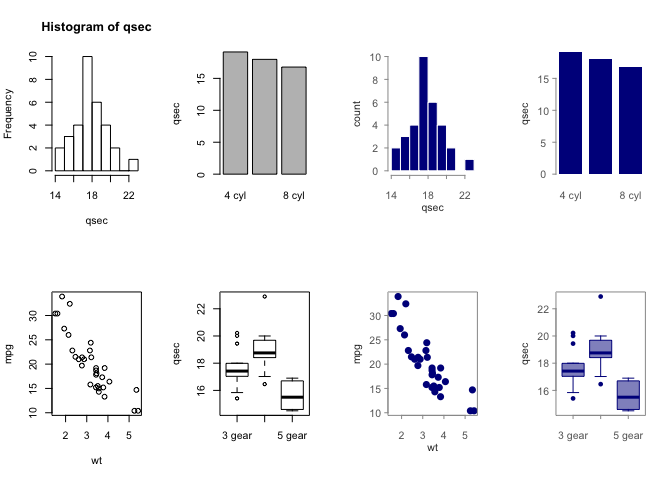 Histogram of qsec
Frequency
0 2 4 6 8 10
14 18 22
qsec
qsec
0 5 10 15
4 cyl 8 cyl
count
0 2 4 6 8 10
14 18 22
qsec
qsec
0 5 10 15
4 cyl 8 cyl
mpg
10 15 20 25 30
2 3 4 5
wt
qsec
16 18 20 22
3 gear 5 gear
mpg
10 15 20 25 30
2 3 4 5
wt
qsec
16 18 20 22
3 gear 5 gear